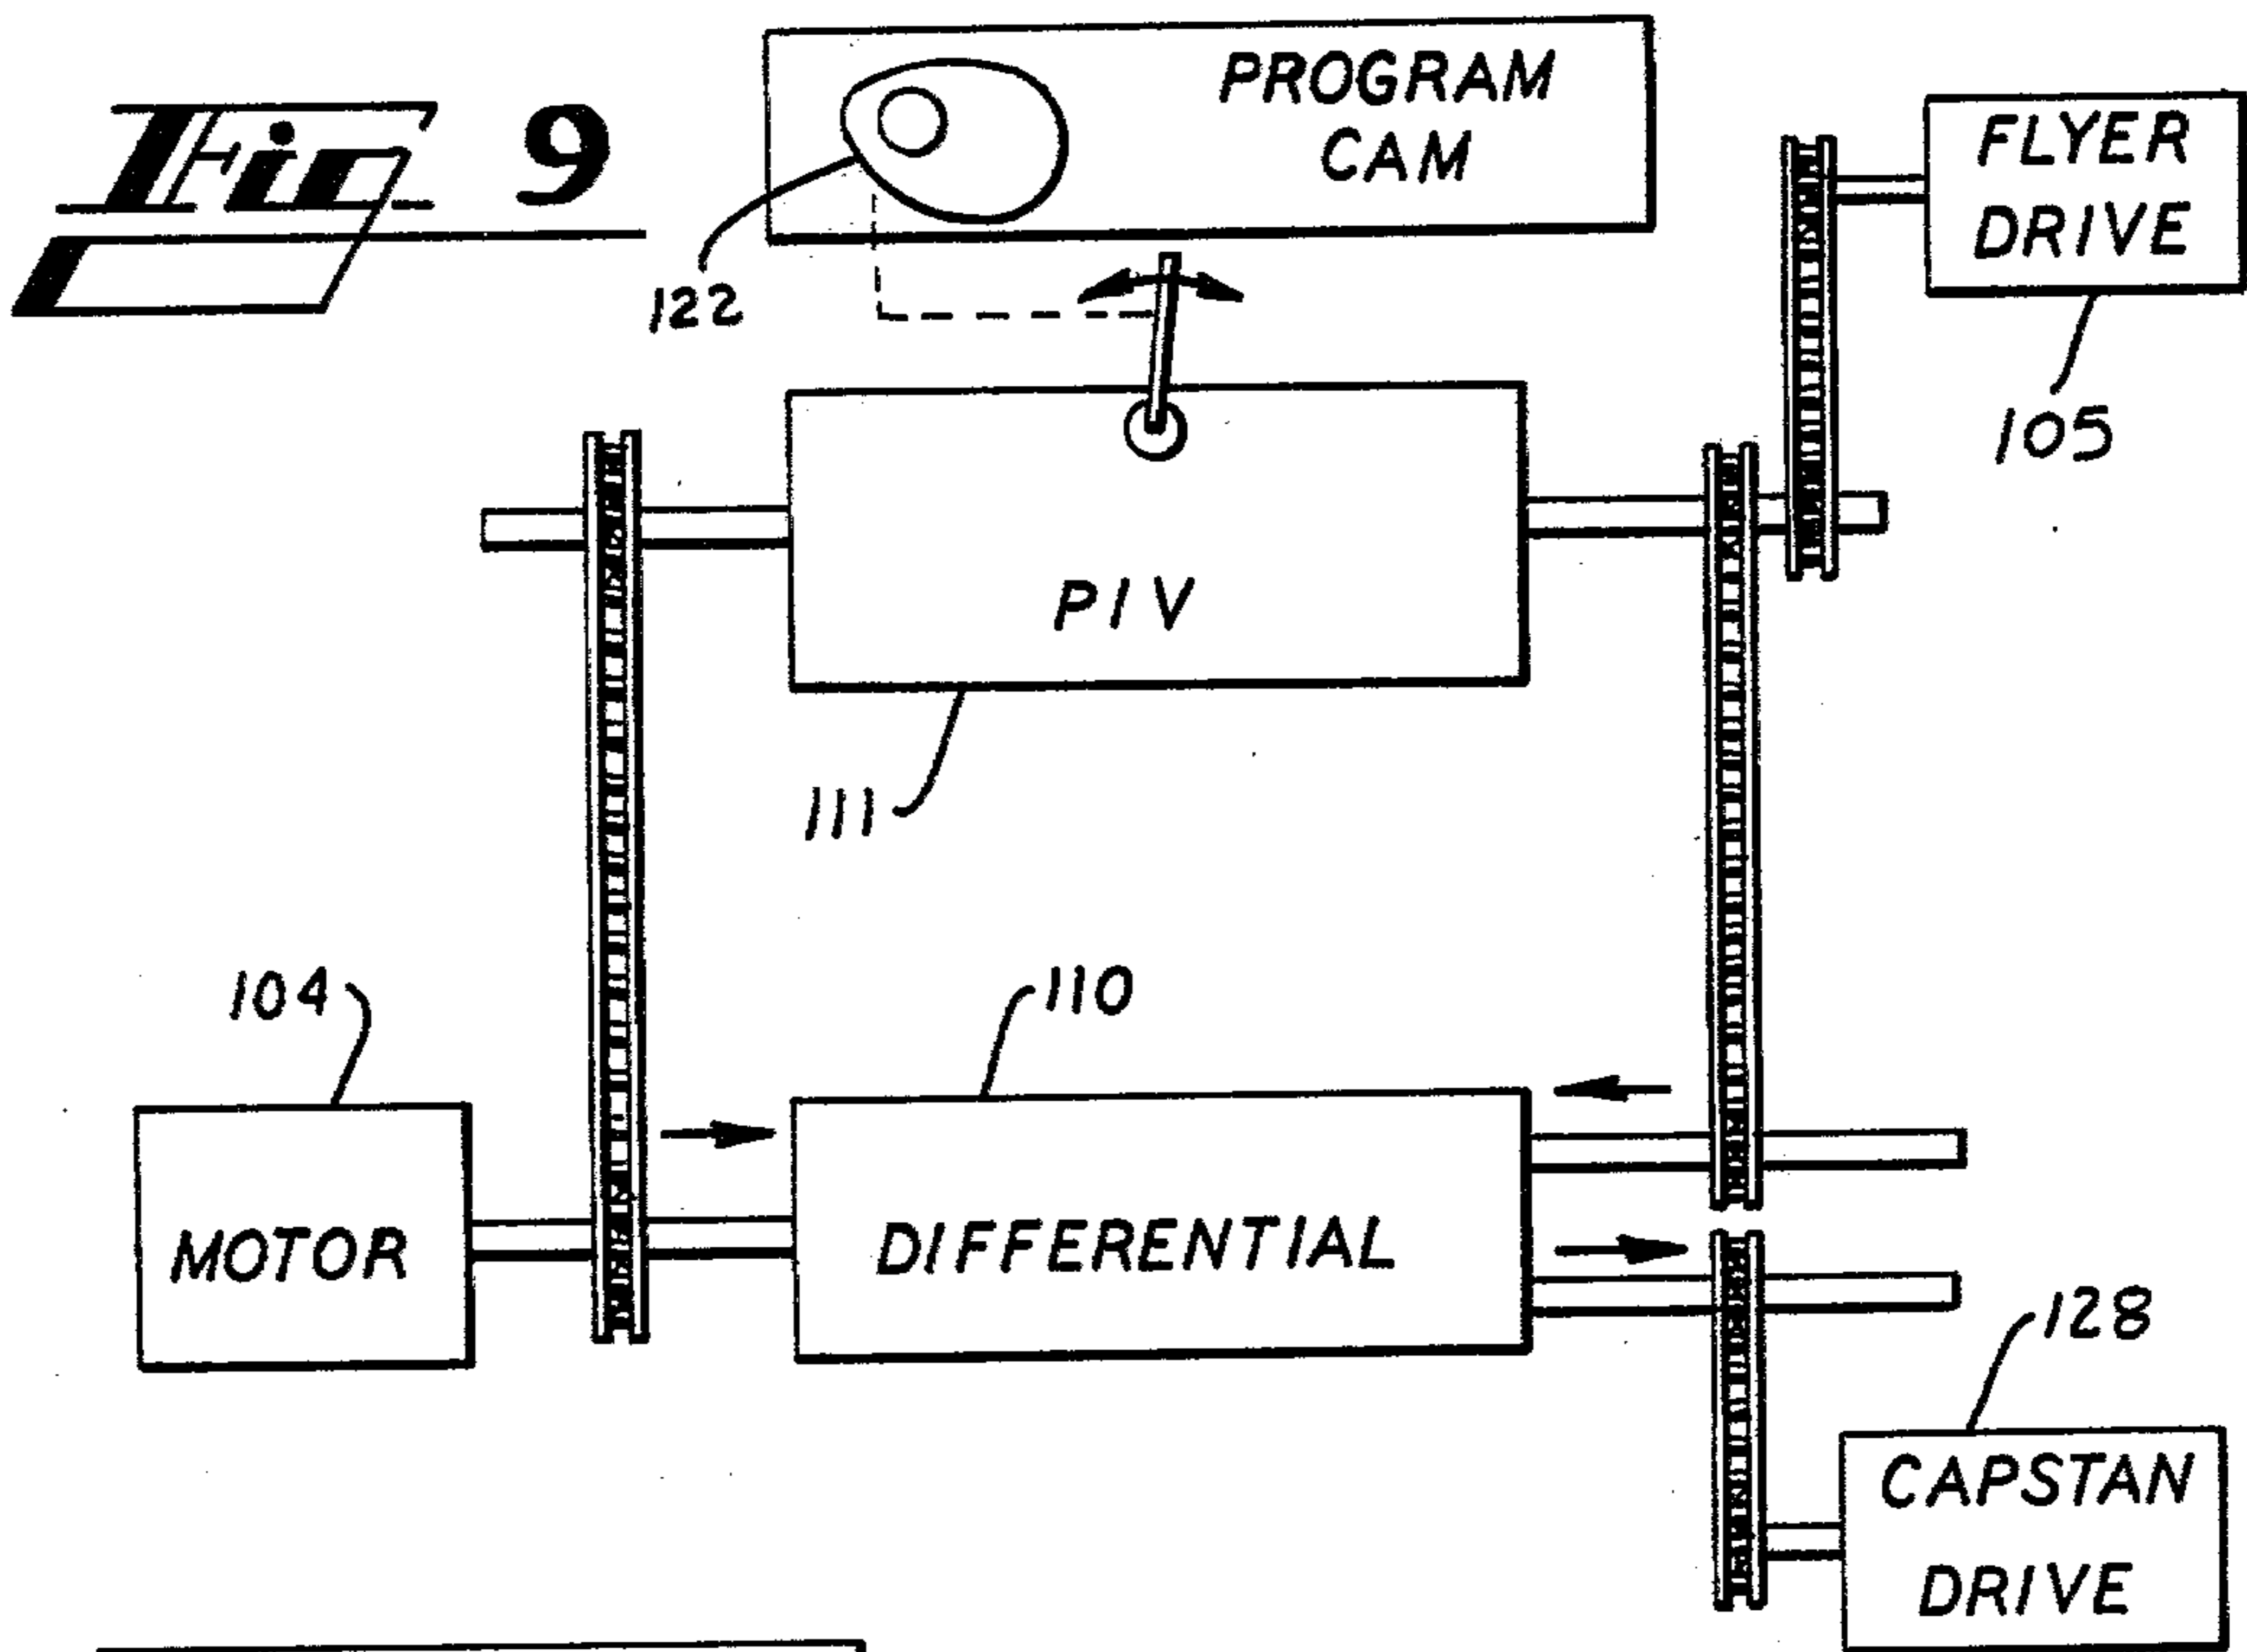 Fig. 9
PROGRAM
CAM
FLYER
DRIVE
122
105
PIV
111
104
110
MOTOR
DIFFERENTIAL
128
CAPSTAN
DRIVE